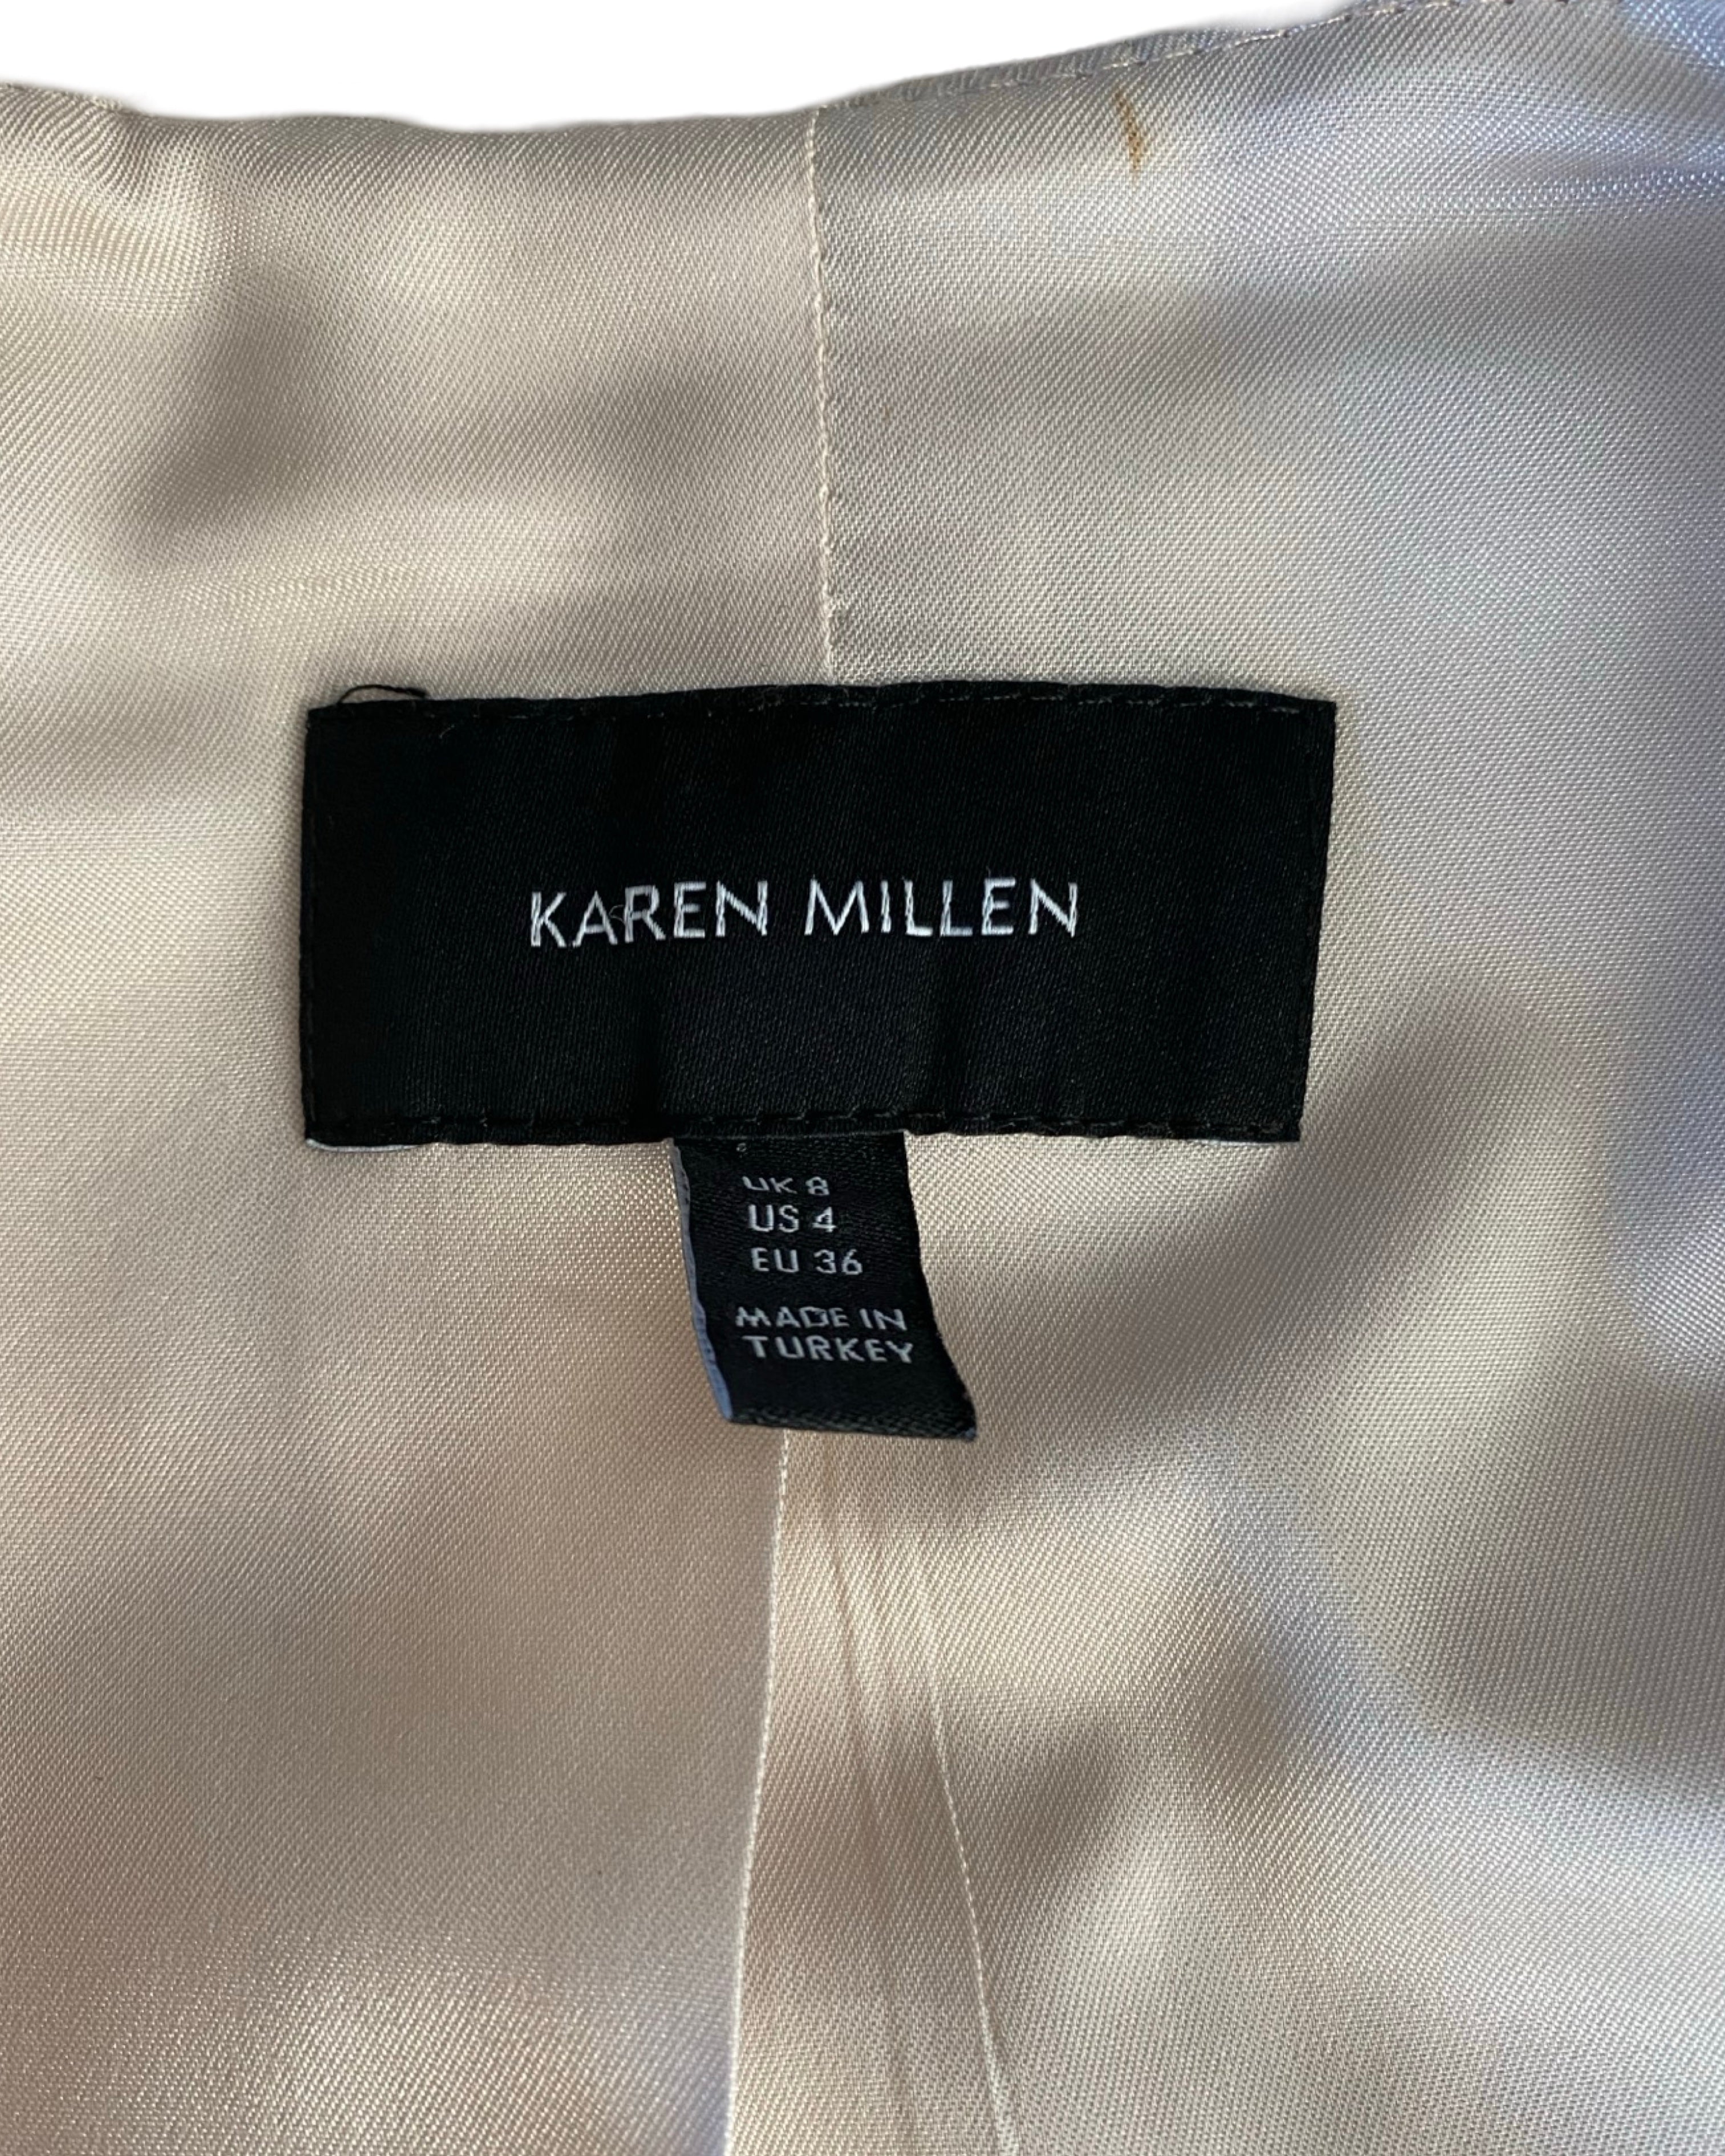 KAREN MILLEN
UK 8
US 4
EU 36
MADE IN
TURKEY